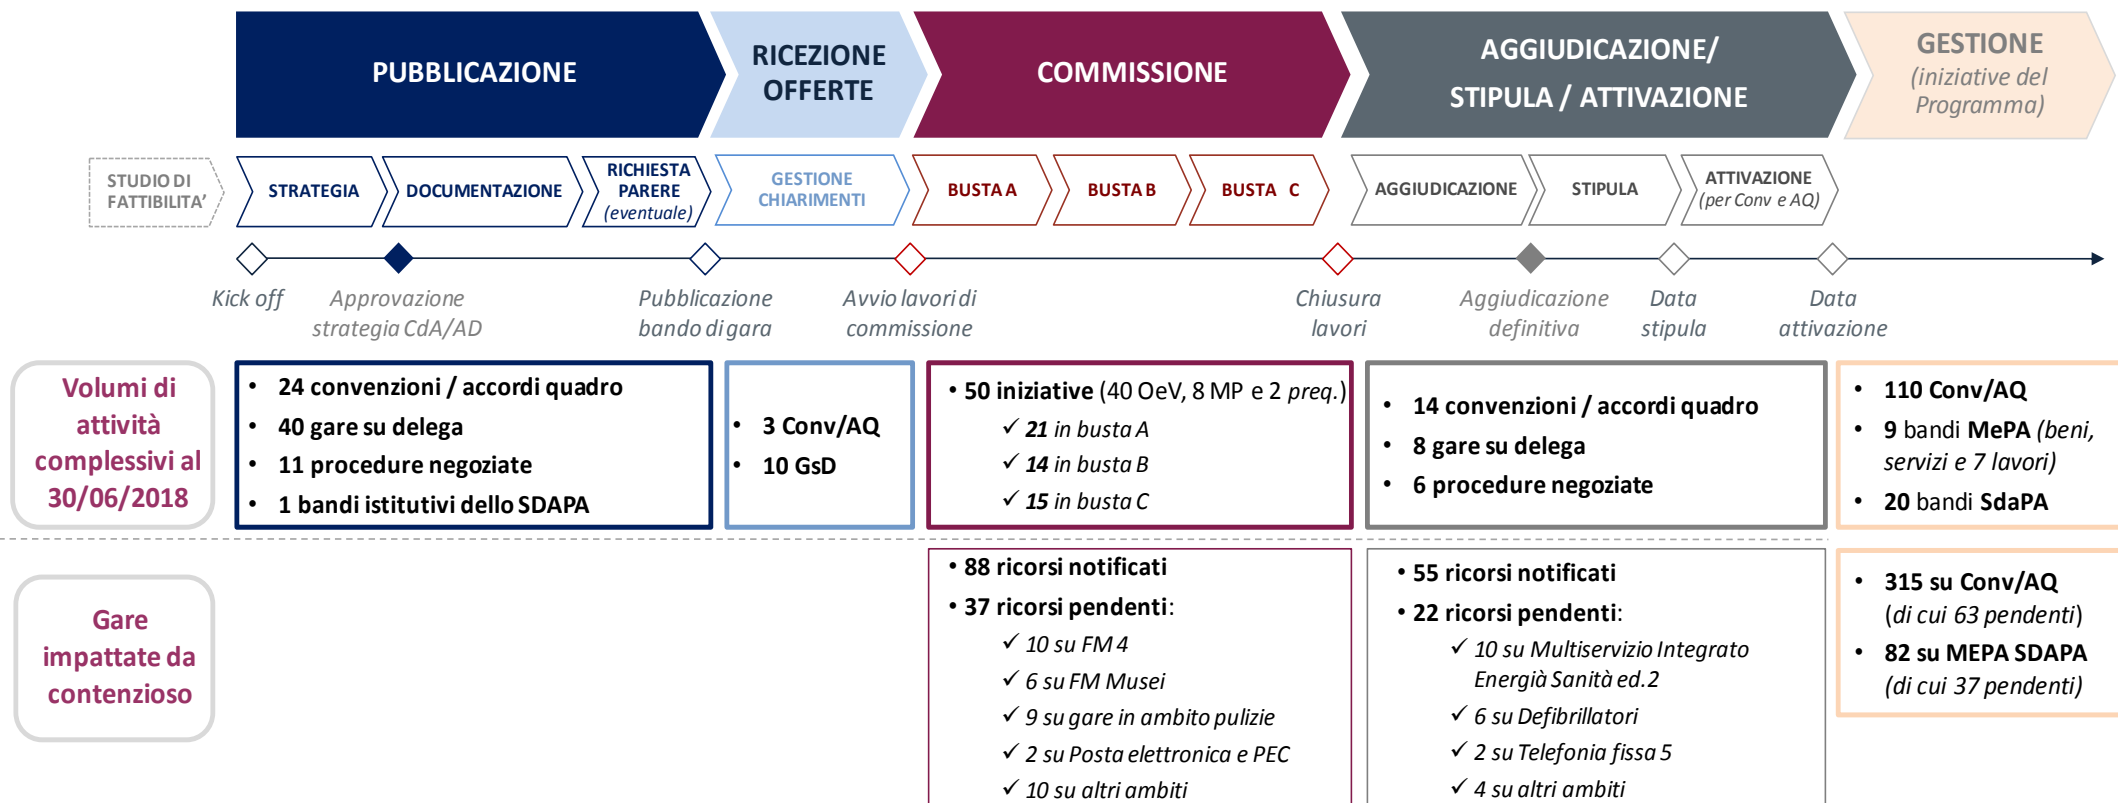 PUBBLICAZIONE
RICEZIONE
OFFERTE
COMMISSIONE
AGGIUDICAZIONE/
STIPULA / ATTIVAZIONE
GESTIONE
(iniziative del
Programma)
STUDIO DI
FATTIBILITA'
STRATEGIA
DOCUMENTAZIONE
RICHIESTA
PARERE
(eventuale)
GESTIONE
CHIARIMENTI
BUSTA A
BUSTA B
BUSTA C
AGGIUDICAZIONE
STIPULA
ATTIVAZIONE
(per Conv e AQ)
Kick off
Approvazione
strategia CdA/AD
Pubblicazione
bando di gara
Avvio lavori di
commissione
Chiusura
lavori
Aggiudicazione
definitiva
Data
stipula
Data
attivazione
Volumi di
attività
complessivi al
30/06/2018
• 24 convenzioni / accordi quadro
• 40 gare su delega
• 11 procedure negoziate
• 1 bandi istitutivi dello SDAPA
• 3 Conv/AQ
• 10 GsD
• 50 iniziative (40 OeV, 8 MP e 2 preq.)
✓ 21 in busta A
✓ 14 in busta B
✓ 15 in busta C
• 14 convenzioni / accordi quadro
• 8 gare su delega
• 6 procedure negoziate
• 110 Conv/AQ
• 9 bandi MePA (beni,
servizi e 7 lavori)
• 20 bandi SdaPA
Gare
impattate da
contenzioso
• 88 ricorsi notificati
• 37 ricorsi pendenti:
✓ 10 su FM 4
✓ 6 su FM Musei
✓ 9 su gare in ambito pulizie
✓ 2 su Posta elettronica e PEC
✓ 10 su altri ambiti
• 55 ricorsi notificati
• 22 ricorsi pendenti:
✓ 10 su Multiservizio Integrato
Energià Sanità ed.2
✓ 6 su Defibrillatori
✓ 2 su Telefonia fissa 5
✓ 4 su altri ambiti
• 315 su Conv/AQ
(di cui 63 pendenti)
• 82 su MEPA SDAPA
(di cui 37 pendenti)